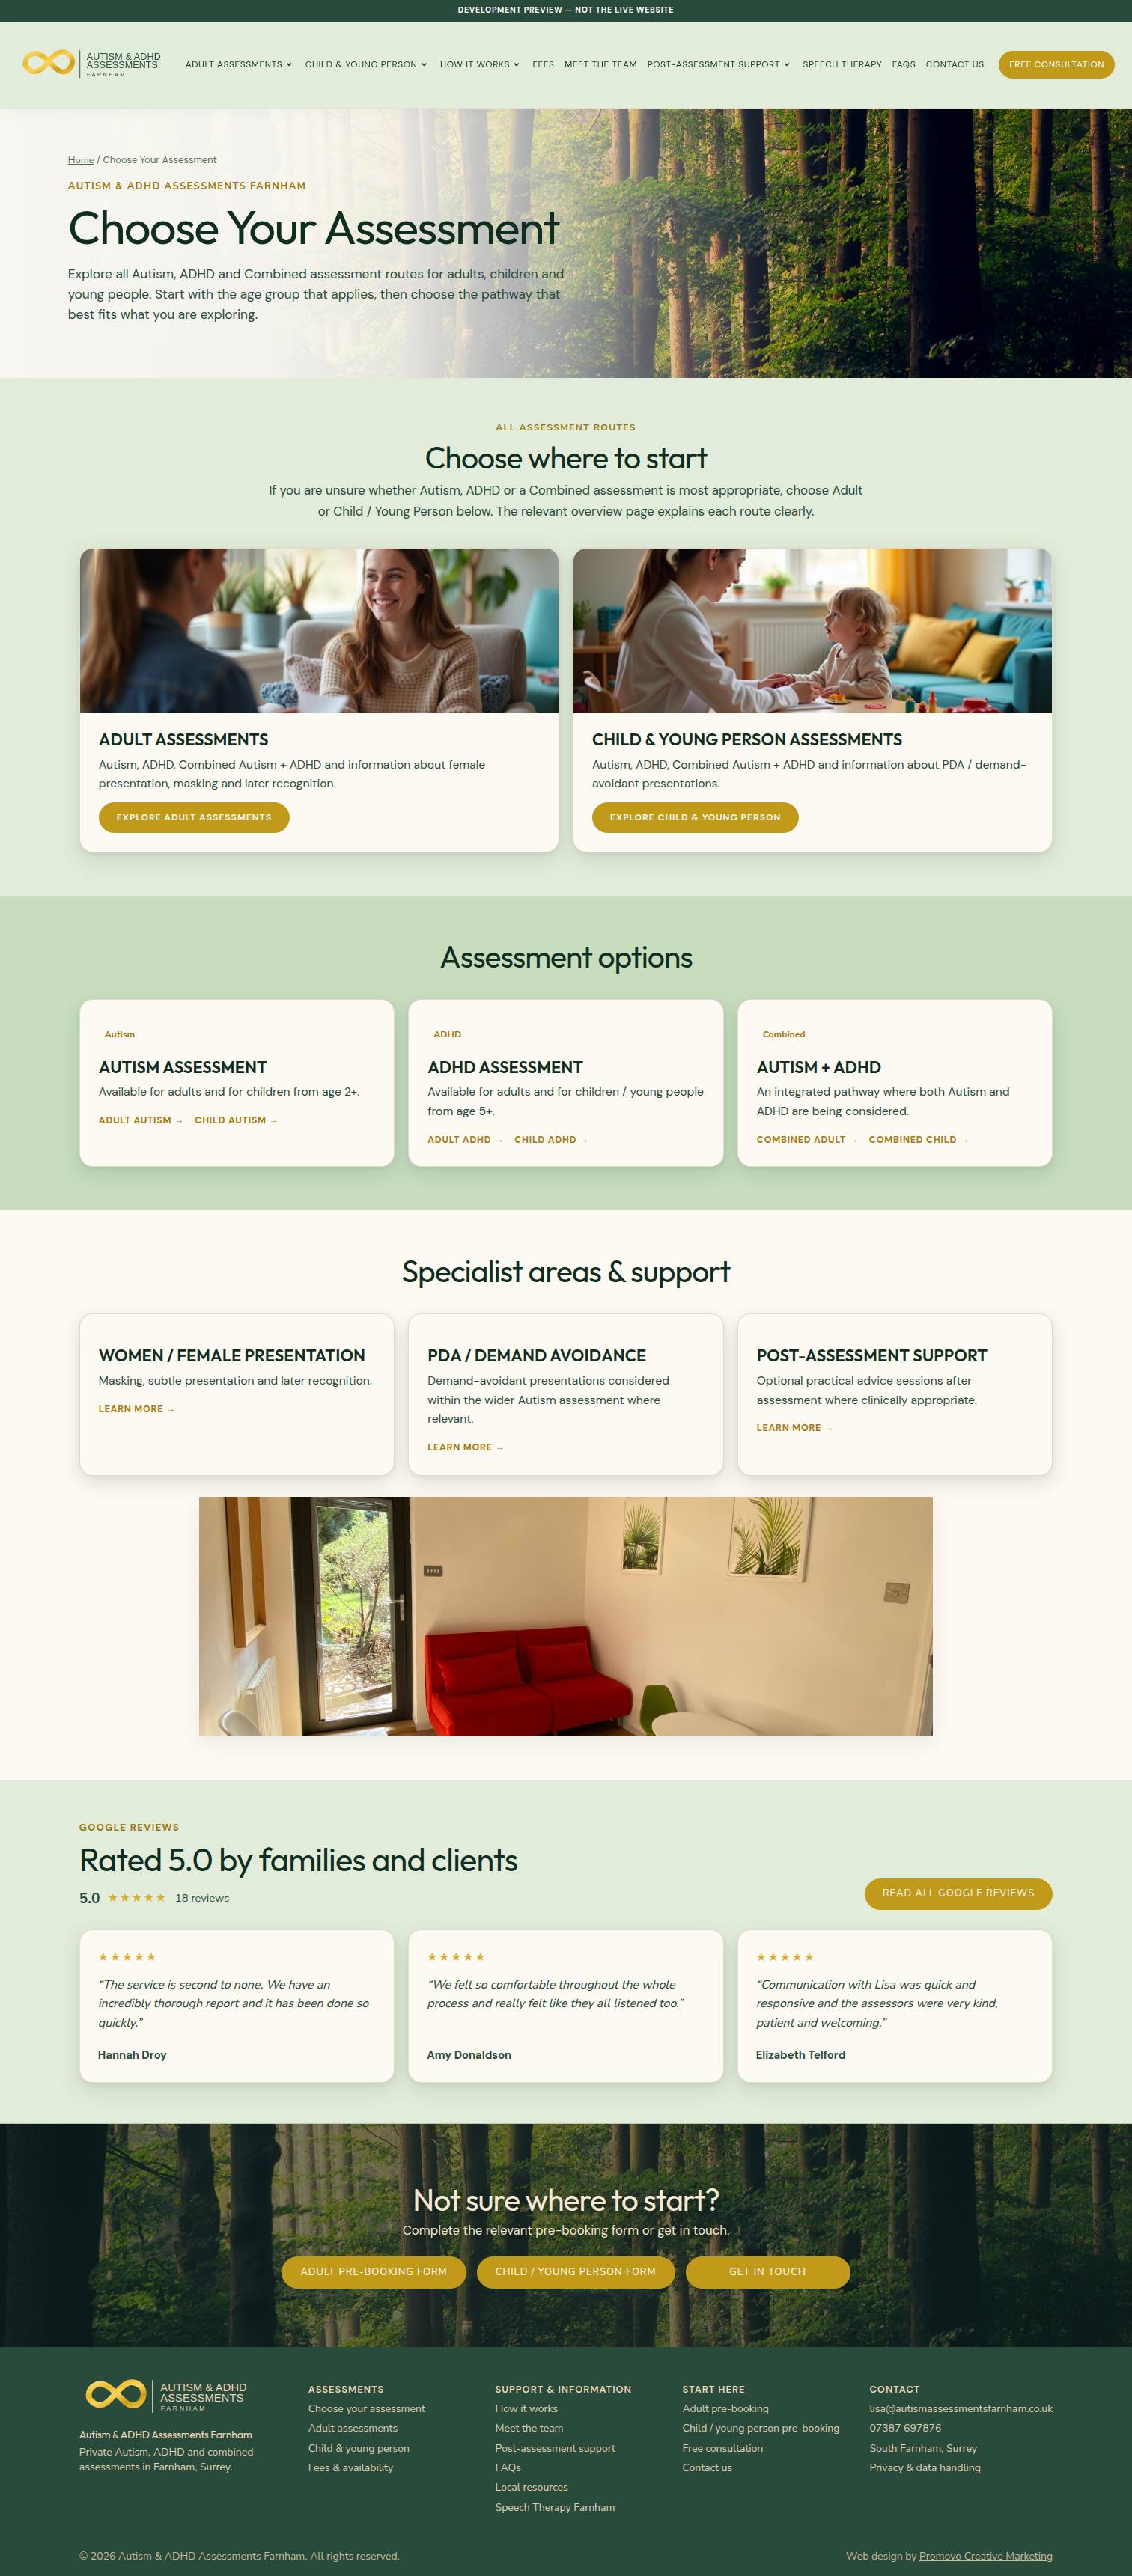 DEVELOPMENT PREVIEW — NOT THE LIVE WEBSITE
AUTISM & ADHD
ASSESSMENTS
FARNHAM
ADULT ASSESSMENTS CHILD & YOUNG PERSON HOW IT WORKS FEES MEET THE TEAM POST-ASSESSMENT SUPPORT SPEECH THERAPY FAQS CONTACT US FREE CONSULTATION
Home / Choose Your Assessment
AUTISM & ADHD ASSESSMENTS FARNHAM
Choose Your Assessment
Explore all Autism, ADHD and Combined assessment routes for adults, children and
young people. Start with the age group that applies, then choose the pathway that
best fits what you are exploring.
ALL ASSESSMENT ROUTES
Choose where to start
If you are unsure whether Autism, ADHD or a Combined assessment is most appropriate, choose Adult
or Child / Young Person below. The relevant overview page explains each route clearly.
ADULT ASSESSMENTS
Autism, ADHD, Combined Autism + ADHD and information about female
presentation, masking and later recognition.
EXPLORE ADULT ASSESSMENTS
CHILD & YOUNG PERSON ASSESSMENTS
Autism, ADHD, Combined Autism + ADHD and information about PDA / demand-
avoidant presentations.
EXPLORE CHILD & YOUNG PERSON
Assessment options
Autism
AUTISM ASSESSMENT
Available for adults and for children from age 2+.
ADULT AUTISM → CHILD AUTISM →
ADHD
ADHD ASSESSMENT
Available for adults and for children / young people
from age 5+.
ADULT ADHD → CHILD ADHD →
Combined
AUTISM + ADHD
An integrated pathway where both Autism and
ADHD are being considered.
COMBINED ADULT → COMBINED CHILD →
Specialist areas & support
WOMEN / FEMALE PRESENTATION
Masking, subtle presentation and later recognition.
LEARN MORE →
PDA / DEMAND AVOIDANCE
Demand-avoidant presentations considered
within the wider Autism assessment where
relevant.
LEARN MORE →
POST-ASSESSMENT SUPPORT
Optional practical advice sessions after
assessment where clinically appropriate.
LEARN MORE →
GOOGLE REVIEWS
Rated 5.0 by families and clients
5.0 ★★★★★ 18 reviews
READ ALL GOOGLE REVIEWS
★★★★★
“The service is second to none. We have an
incredibly thorough report and it has been done so
quickly.”
Hannah Droy
★★★★★
“We felt so comfortable throughout the whole
process and really felt like they all listened too.”
Amy Donaldson
★★★★★
“Communication with Lisa was quick and
responsive and the assessors were very kind,
patient and welcoming.”
Elizabeth Telford
Not sure where to start?
Complete the relevant pre-booking form or get in touch.
ADULT PRE-BOOKING FORM CHILD / YOUNG PERSON FORM GET IN TOUCH
AUTISM & ADHD
ASSESSMENTS
FARNHAM
Autism & ADHD Assessments Farnham
Private Autism, ADHD and combined
assessments in Farnham, Surrey.
ASSESSMENTS
Choose your assessment
Adult assessments
Child & young person
Fees & availability
SUPPORT & INFORMATION
How it works
Meet the team
Post-assessment support
FAQs
Local resources
Speech Therapy Farnham
START HERE
Adult pre-booking
Child / young person pre-booking
Free consultation
Contact us
CONTACT
lisa@autismassessmentsfarnham.co.uk
07387 697876
South Farnham, Surrey
Privacy & data handling
© 2026 Autism & ADHD Assessments Farnham. All rights reserved.
Web design by Promovo Creative Marketing